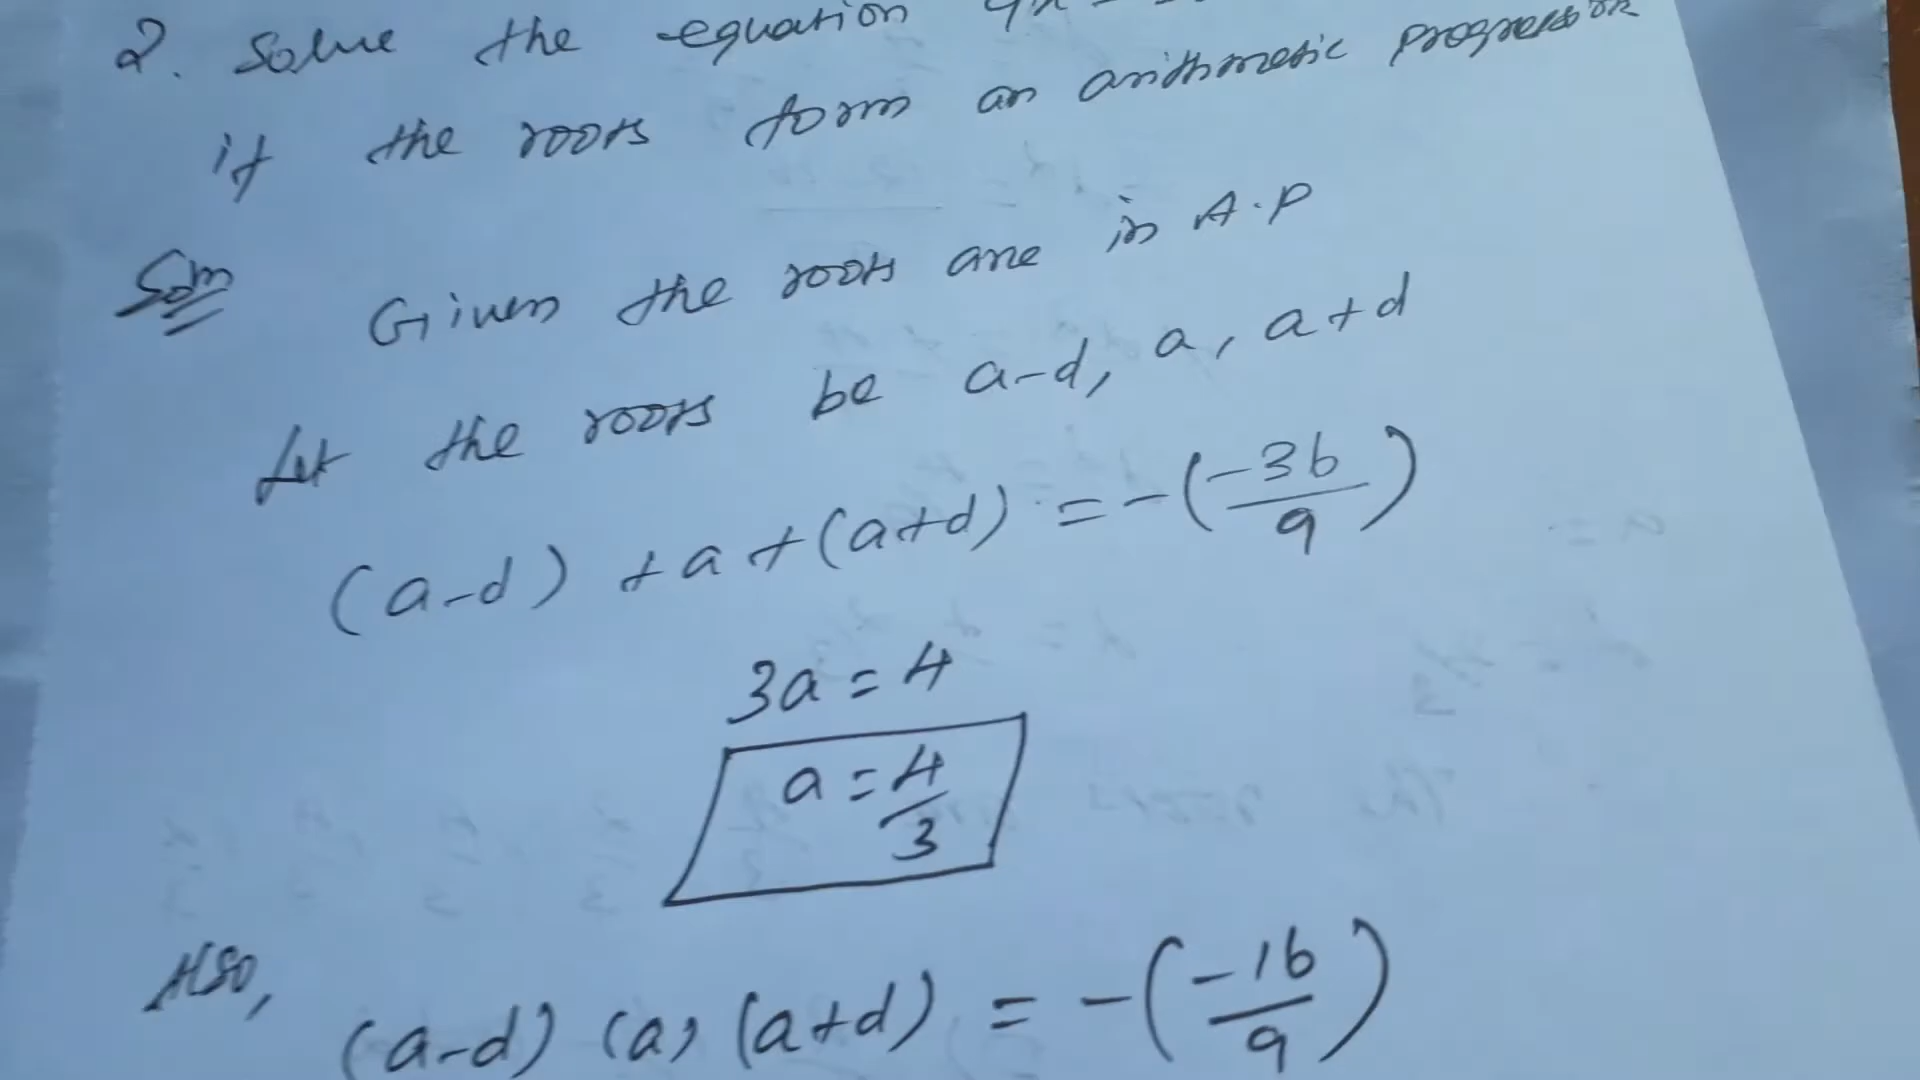 2. Solve the equation
if the roots form an arithmetic progression
Soln
Given the roots are in A.P
Let the roots be a-d, a, a+d
(a-d) + a + (a+d) = -(-36/9)
3a = 4
a = 4/3
Also,
(a-d) (a) (a+d) = -(-16/9)